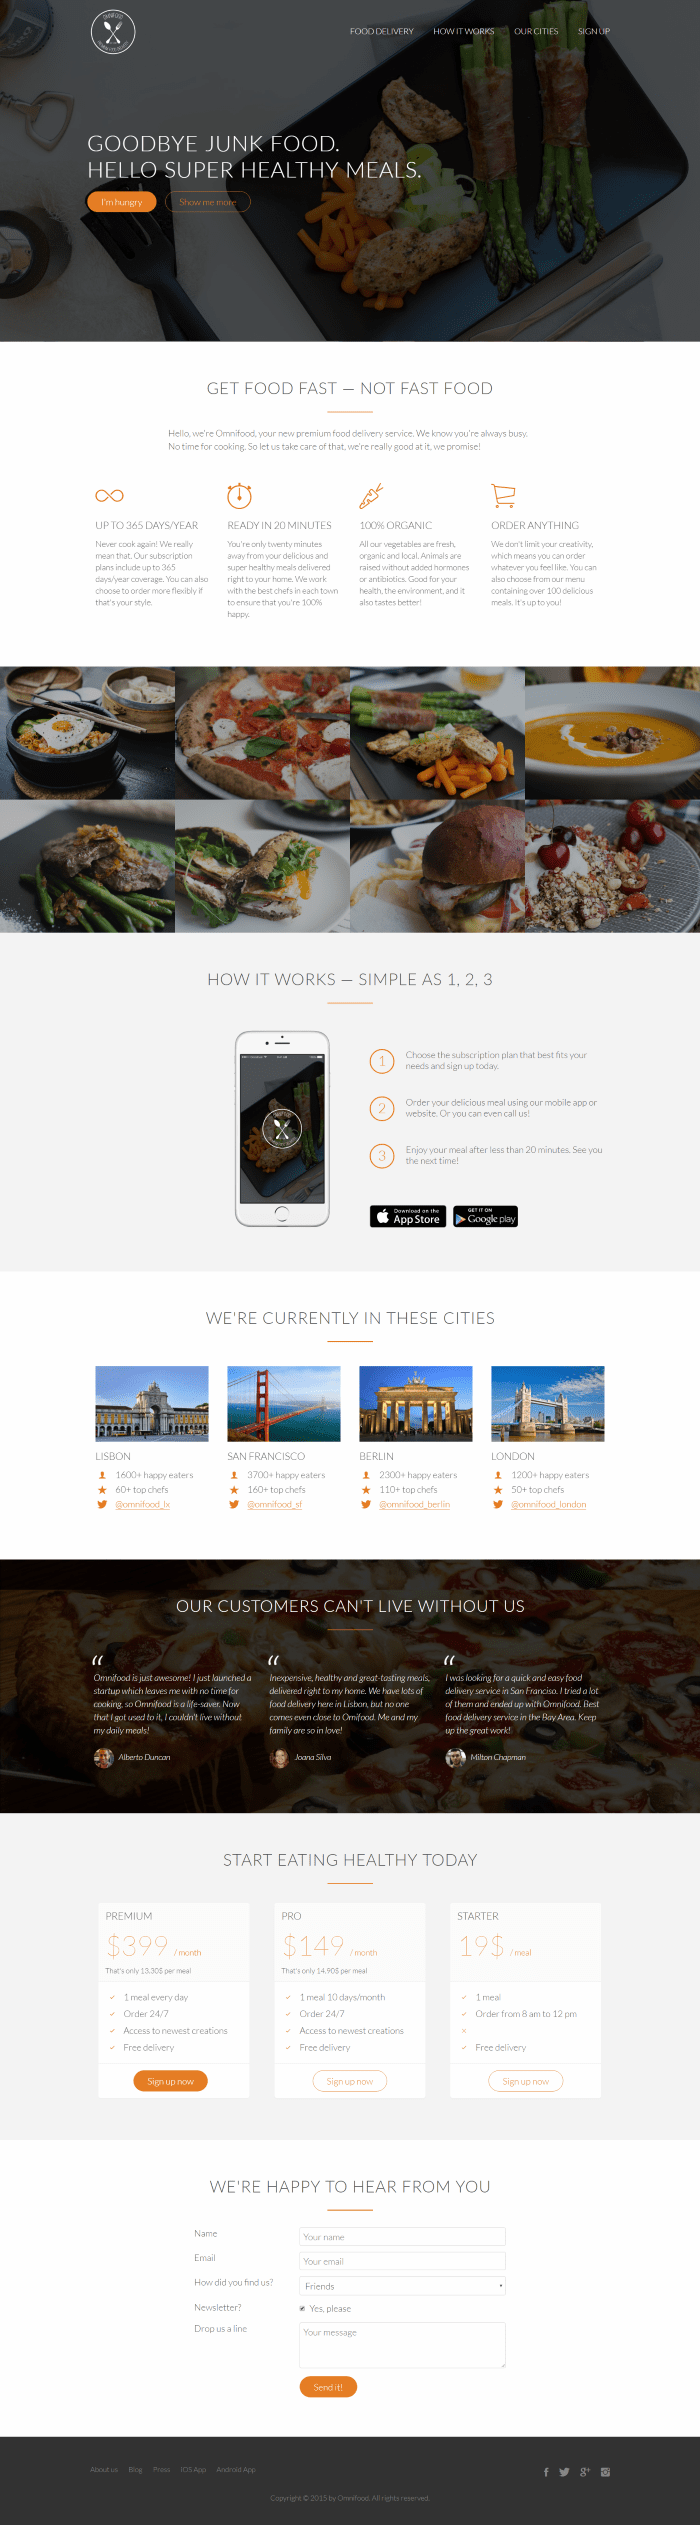 OMNIFOOD
FOOD DELIVERY
HOW IT WORKS
OUR CITIES
SIGN UP
GOODBYE JUNK FOOD.
HELLO SUPER HEALTHY MEALS.
I'm hungry
Show me more
GET FOOD FAST — NOT FAST FOOD
Hello, we're Omnifood, your new premium food delivery service. We know you're always busy.
No time for cooking. So let us take care of that, we're really good at it, we promise!
UP TO 365 DAYS/YEAR
Never cook again! We really
mean that. Our subscription
plans include up to 365
days/year coverage. You can also
choose to order more flexibly if
that's your style.
READY IN 20 MINUTES
You're only twenty minutes
away from your delicious and
super healthy meals delivered
right to your home. We work
with the best chefs in each town
to ensure that you're 100%
happy.
100% ORGANIC
All our vegetables are fresh,
organic and local. Animals are
raised without added hormones
or antibiotics. Good for your
health, the environment, and it
also tastes better!
ORDER ANYTHING
We don't limit your creativity,
which means you can order
whatever you feel like. You can
also choose from our menu
containing over 100 delicious
meals. It's up to you!
HOW IT WORKS — SIMPLE AS 1, 2, 3
1
Choose the subscription plan that best fits your
needs and sign up today.
2
Order your delicious meal using our mobile app or
website. Or you can even call us!
3
Enjoy your meal after less than 20 minutes. See you
the next time!
Download on the
App Store
GET IT ON
Google play
WE'RE CURRENTLY IN THESE CITIES
LISBON
1600+ happy eaters
60+ top chefs
@omnifood_lx
SAN FRANCISCO
3700+ happy eaters
160+ top chefs
@omnifood_sf
BERLIN
2300+ happy eaters
110+ top chefs
@omnifood_berlin
LONDON
1200+ happy eaters
50+ top chefs
@omnifood_london
OUR CUSTOMERS CAN'T LIVE WITHOUT US
“
Omnifood is just awesome! I just launched a
startup which leaves me with no time for
cooking, so Omnifood is a life-saver. Now
that I got used to it, I couldn't live without
my daily meals!
Alberto Duncan
“
Inexpensive, healthy and great-tasting meals,
delivered right to my home. We have lots of
food delivery here in Lisbon, but no one
comes even close to Omifood. Me and my
family are so in love!
Joana Silva
“
I was looking for a quick and easy food
delivery service in San Franciso. I tried a lot
of them and ended up with Omnifood. Best
food delivery service in the Bay Area. Keep
up the great work!
Milton Chapman
START EATING HEALTHY TODAY
PREMIUM
$399 / month
That's only 13.30$ per meal
1 meal every day
Order 24/7
Access to newest creations
Free delivery
Sign up now
PRO
$149 / month
That's only 14.90$ per meal
1 meal 10 days/month
Order 24/7
Access to newest creations
Free delivery
Sign up now
STARTER
19$ / meal
1 meal
Order from 8 am to 12 pm
Free delivery
Sign up now
WE'RE HAPPY TO HEAR FROM YOU
Name
Your name
Email
Your email
How did you find us?
Friends
Newsletter?
Yes, please
Drop us a line
Your message
Send it!
About us
Blog
Press
iOS App
Android App
Copyright © 2015 by Omnifood. All rights reserved.